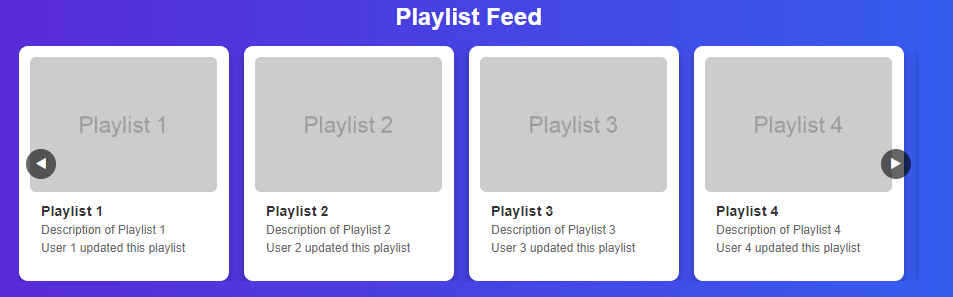 Playlist Feed
Playlist 1
Playlist 2
Playlist 3
Playlist 4
Playlist 1
Description of Playlist 1
User 1 updated this playlist
Playlist 2
Description of Playlist 2
User 2 updated this playlist
Playlist 3
Description of Playlist 3
User 3 updated this playlist
Playlist 4
Description of Playlist 4
User 4 updated this playlist